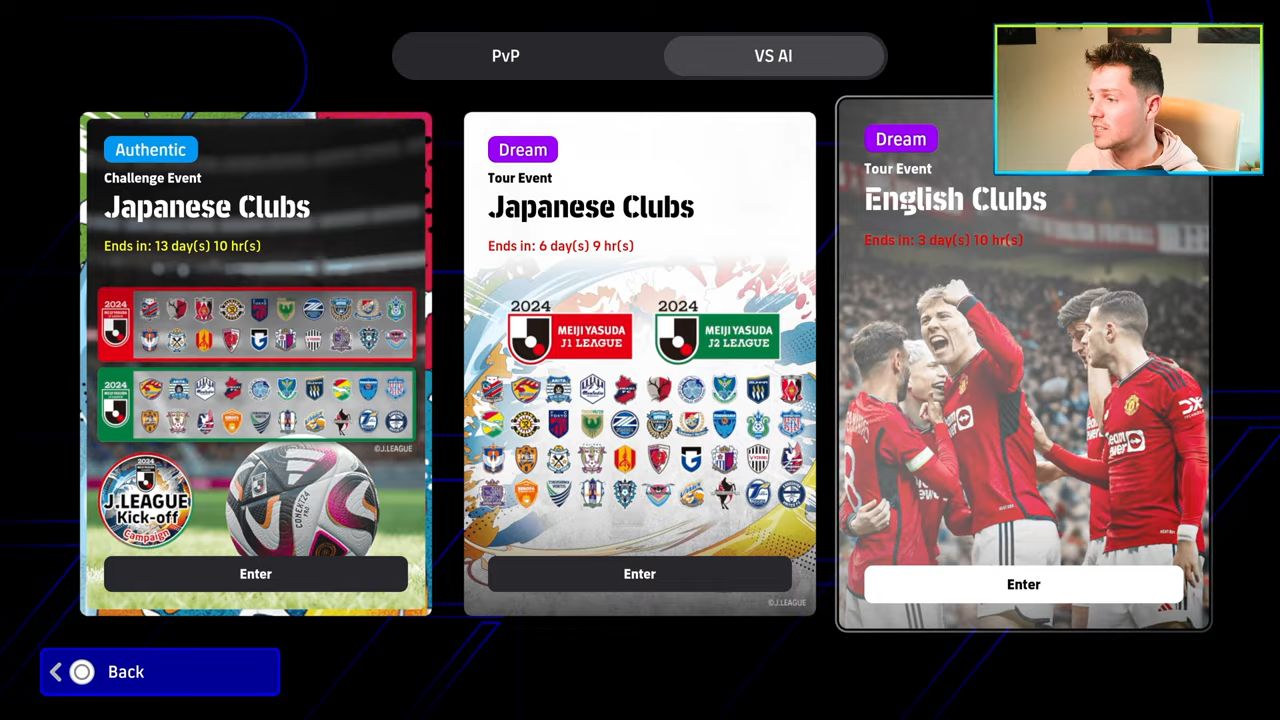 PvP
VS AI
Authentic
Challenge Event
Japanese Clubs
Ends in: 13 day(s) 10 hr(s)
2024
2024
©J.LEAGUE
2024
J.LEAGUE
Kick-off
Campaign
CONEXT24
PRO
Enter
Dream
Tour Event
Japanese Clubs
Ends in: 6 day(s) 9 hr(s)
2024
MEIJI YASUDA
J1 LEAGUE
2024
MEIJI YASUDA
J2 LEAGUE
Enter
©J.LEAGUE
Dream
Tour Event
English Clubs
Ends in: 3 day(s) 10 hr(s)
Enter
Back